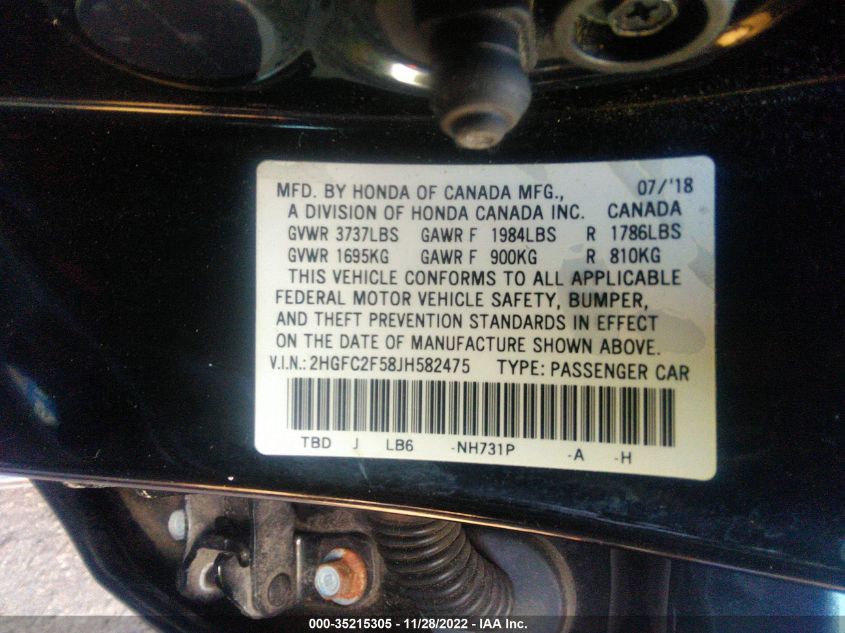 MFD. BY HONDA OF CANADA MFG., 07/'18
A DIVISION OF HONDA CANADA INC. CANADA
GVWR 3737LBS GAWR F 1984LBS R 1786LBS
GVWR 1695KG GAWR F 900KG R 810KG
THIS VEHICLE CONFORMS TO ALL APPLICABLE
FEDERAL MOTOR VEHICLE SAFETY, BUMPER,
AND THEFT PREVENTION STANDARDS IN EFFECT
ON THE DATE OF MANUFACTURE SHOWN ABOVE.
V.I.N.: 2HGFC2F58JH582475 TYPE: PASSENGER CAR
TBD J LB6 -NH731P -A -H
000-35215305 - 11/28/2022 - IAA Inc.